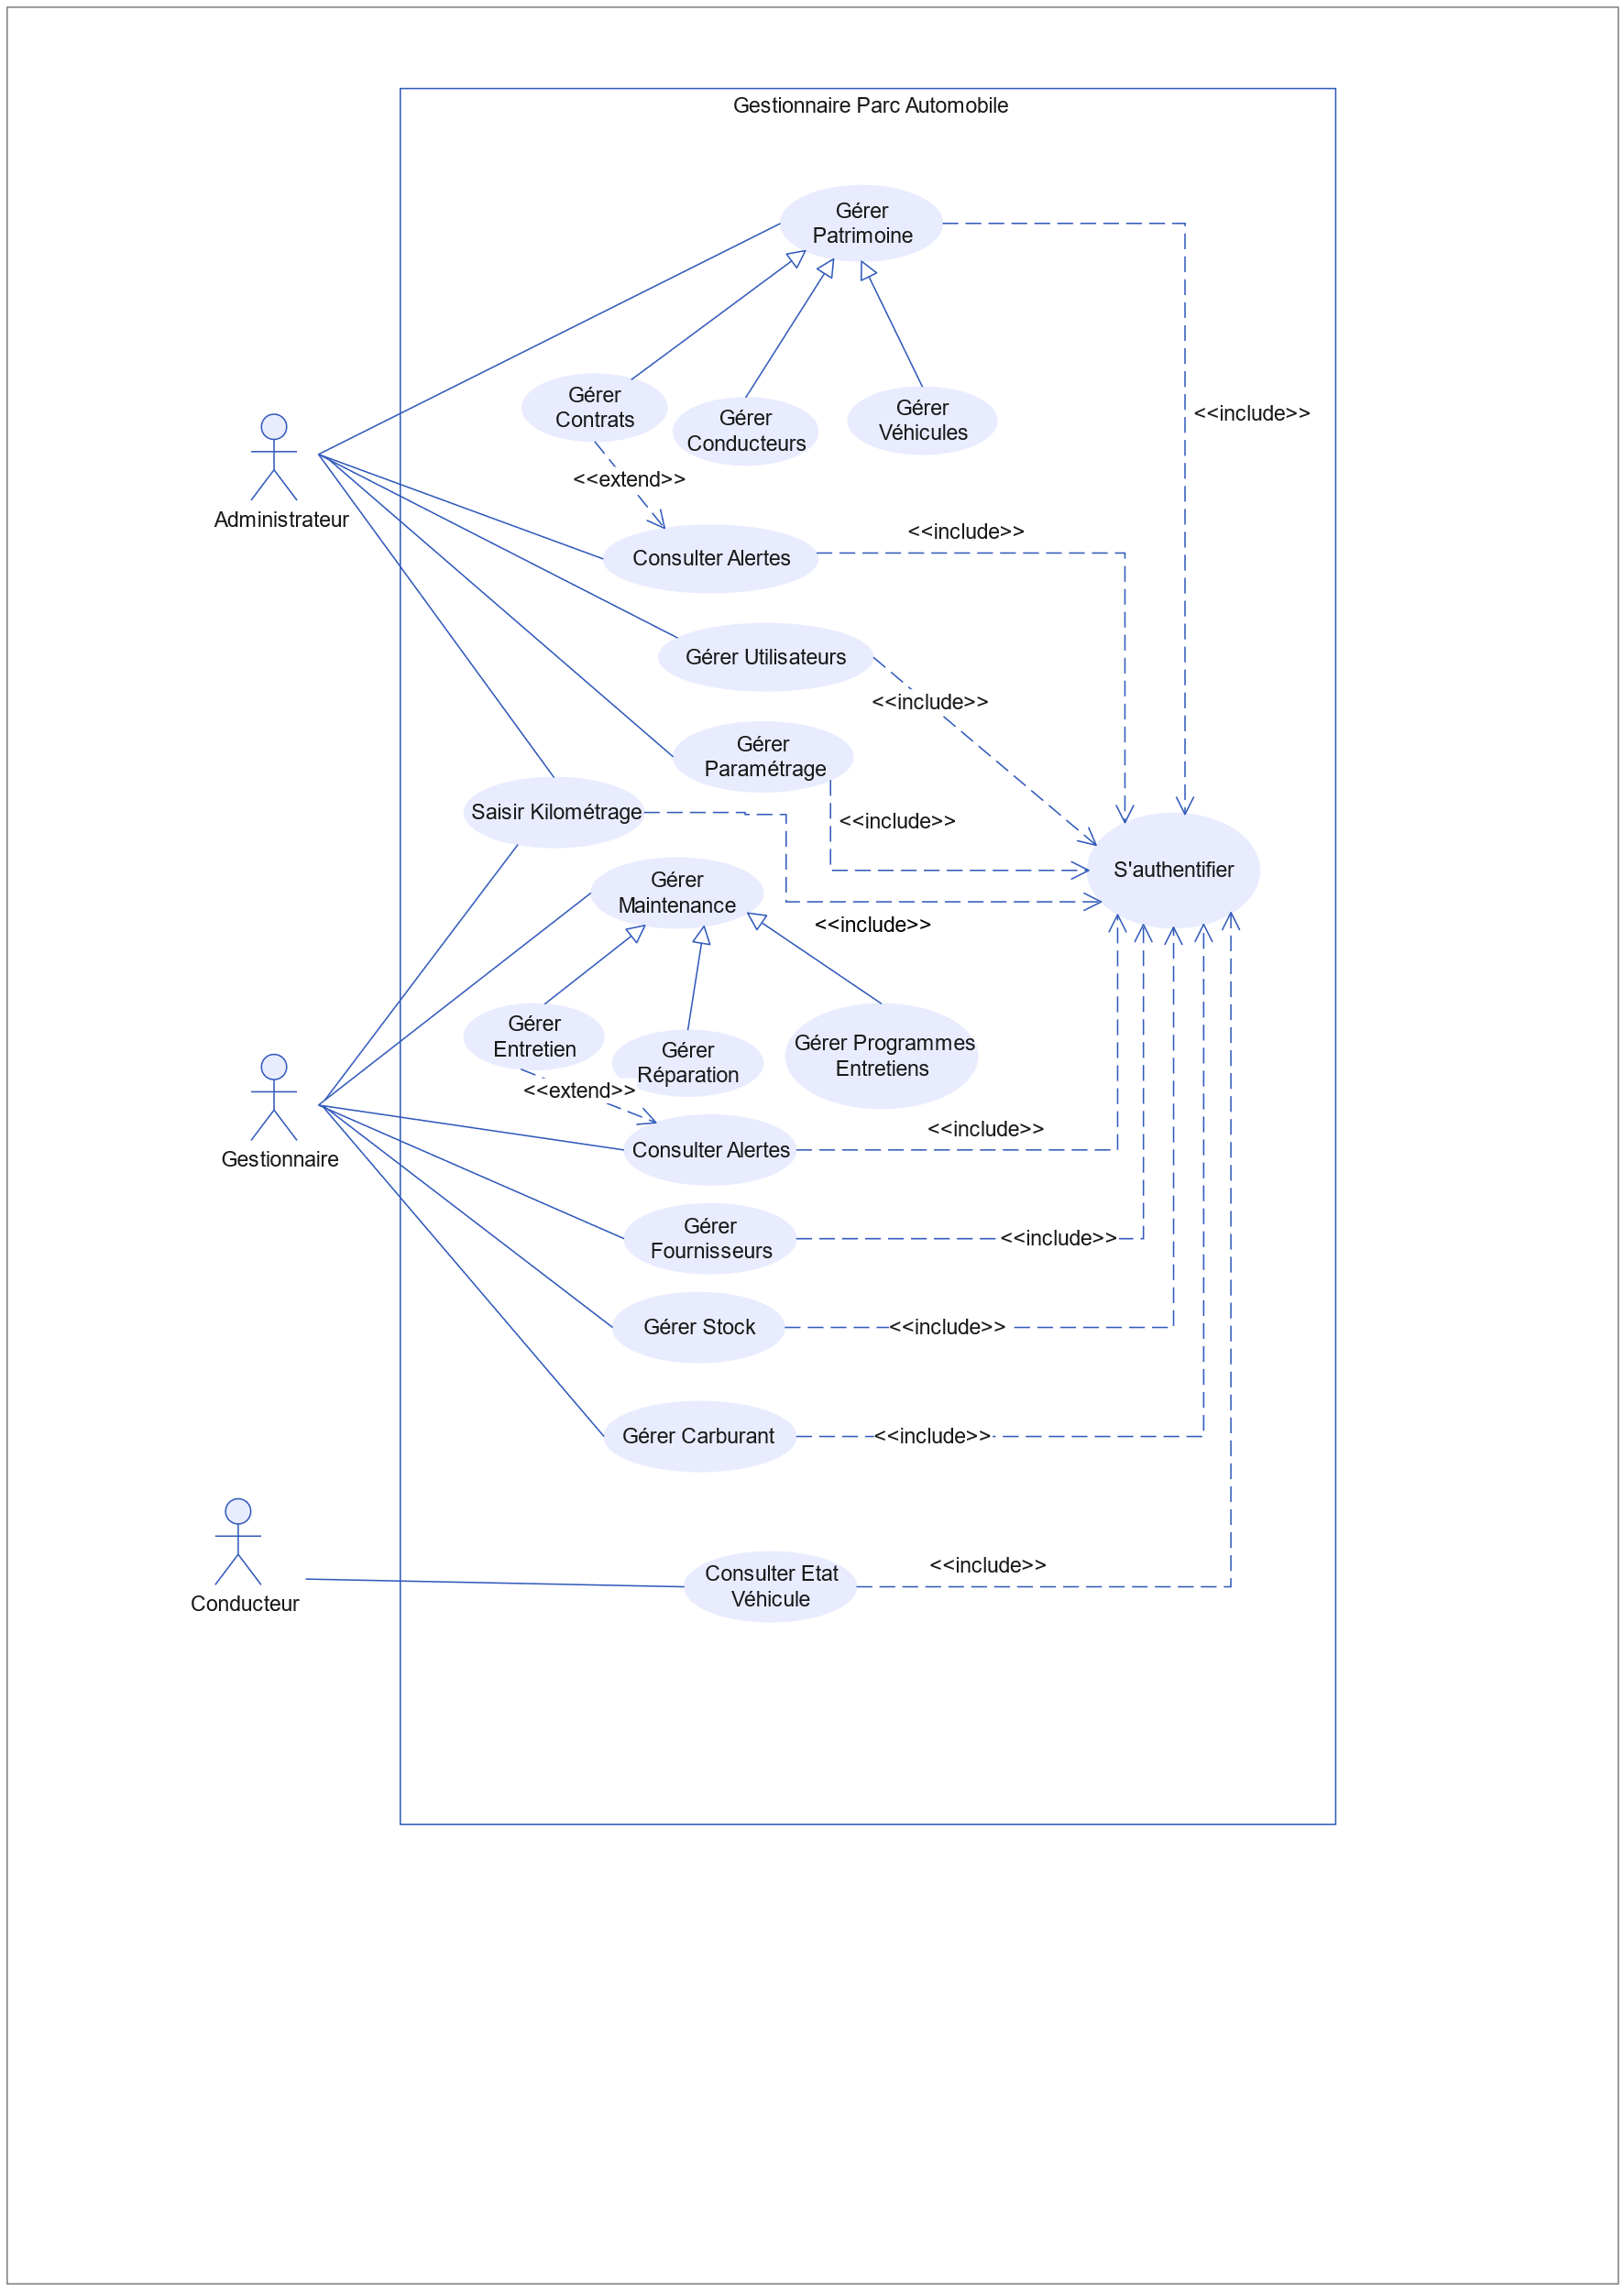 Gestionnaire Parc Automobile
Gérer
Patrimoine
Gérer
Contrats
Gérer
Conducteurs
Gérer
Véhicules
<<include>>
<<extend>>
Administrateur
<<include>>
Consulter Alertes
Gérer Utilisateurs
<<include>>
Gérer
Paramétrage
Saisir Kilométrage
<<include>>
S'authentifier
Gérer
Maintenance
<<include>>
Gérer
Entretien
Gérer
Réparation
Gérer Programmes
Entretiens
<<extend>>
Gestionnaire
Consulter Alertes
<<include>>
Gérer
Fournisseurs
<<include>>
Gérer Stock
<<include>>
Gérer Carburant
<<include>>
Conducteur
Consulter Etat
Véhicule
<<include>>